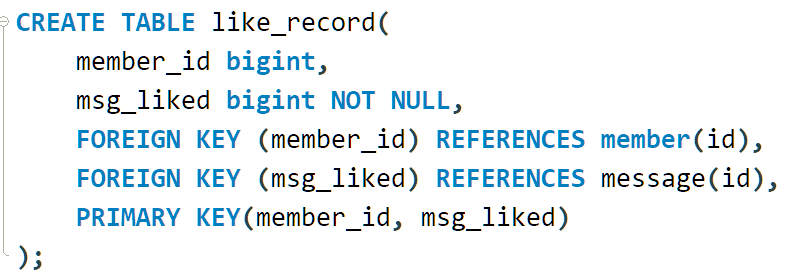 CREATE TABLE like_record(
    member_id bigint,
    msg_liked bigint NOT NULL,
    FOREIGN KEY (member_id) REFERENCES member(id),
    FOREIGN KEY (msg_liked) REFERENCES message(id),
    PRIMARY KEY(member_id, msg_liked)
);